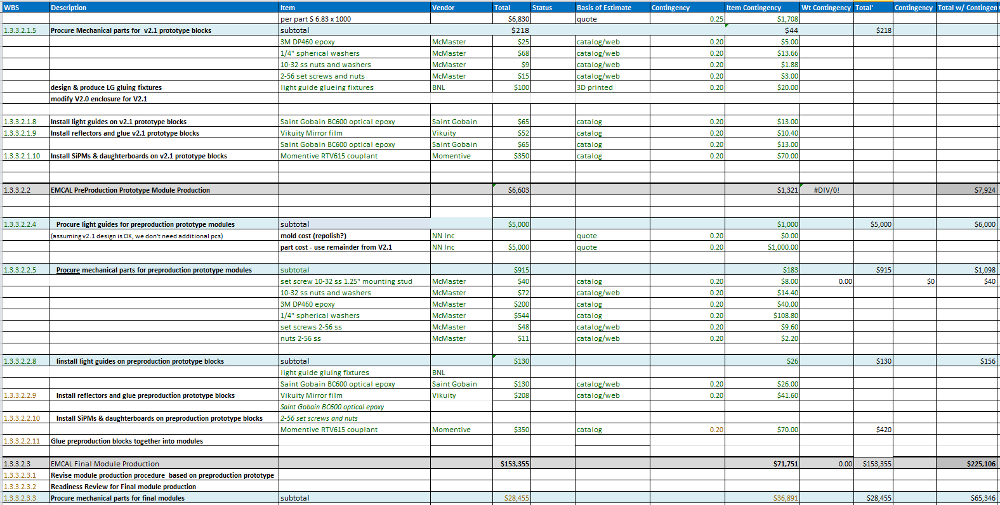 WBS Description Item Vendor Total Status Basis of Estimate Contingency Item Contingency Wt Contingency Total' Contingency Total w/ Contingen
per part $ 6.83 x 1000 $6,830 quote 0.25 $1,708
1.3.3.2.1.5 Procure Mechanical parts for v2.1 prototype blocks subtotal $218 $44 $218
3M DP460 epoxy McMaster $25 catalog/web 0.20 $5.00
1/4" spherical washers McMaster $68 catalog/web 0.20 $13.66
10-32 ss nuts and washers McMaster $9 catalog/web 0.20 $1.88
2-56 set screws and nuts McMaster $15 catalog/web 0.20 $3.00
design & produce LG gluing fixtures light guide glueing fixtures BNL $100 3D printed 0.20 $20.00
modify V2.0 enclosure for V2.1
1.3.3.2.1.8 Install light guides on v2.1 prototype blocks Saint Gobain BC600 optical epoxy Saint Gobain $65 catalog 0.20 $13.00
1.3.3.2.1.9 Install reflectors and glue v2.1 prototype blocks Vikuity Mirror film Vikuity $52 catalog 0.20 $10.40
Saint Gobain BC600 optical epoxy Saint Gobain $65 catalog 0.20 $13.00
1.3.3.2.1.10 Install SiPMs & daughterboards on v2.1 prototype blocks Momentive RTV615 couplant Momentive $350 catalog 0.20 $70.00
1.3.3.2.2 EMCAL PreProduction Prototype Module Production $6,603 $1,321 #DIV/0! $7,924
1.3.3.2.2.4 Procure light guides for preproduction prototype modules subtotal $5,000 $1,000 $5,000 $6,000
(assuming v2.1 design is OK, we don't need additional pcs) mold cost (repolish?) NN Inc quote 0.20 $0.00
part cost - use remainder from V2.1 NN Inc $5,000 quote 0.20 $1,000.00
1.3.3.2.2.5 Procure mechanical parts for preproduction prototype modules subtotal $915 $183 $915 $1,098
set screw 10-32 ss 1.25" mounting stud McMaster $40 catalog 0.20 $8.00 0.00 $0 $40
10-32 ss nuts and washers McMaster $72 catalog/web 0.20 $14.40
3M DP460 epoxy McMaster $200 catalog 0.20 $40.00
1/4" spherical washers McMaster $544 catalog 0.20 $108.80
set screws 2-56 ss McMaster $48 catalog/web 0.20 $9.60
nuts 2-56 ss McMaster $11 catalog/web 0.20 $2.20
1.3.3.2.2.8 Iinstall light guides on preproduction prototype blocks subtotal $130 $26 $130 $156
light guide gluing fixtures BNL
Saint Gobain BC600 optical epoxy Saint Gobain $130 catalog/web 0.20 $26.00
1.3.3.2.2.9 Install reflectors and glue preproduction prototype blocks Vikuity Mirror film Vikuity $208 catalog/web 0.20 $41.60
Saint Gobain BC600 optical epoxy
1.3.3.2.2.10 Install SiPMs & daughterboards on preproduction prototype blocks 2-56 set screws and nuts
Momentive RTV615 couplant Momentive $350 catalog 0.20 $70.00 $420
1.3.3.2.2.11 Glue preproduction blocks together into modules
1.3.3.2.3 EMCAL Final Module Production $153,355 $71,751 0.00 $153,355 $225,106
1.3.3.2.3.1 Revise module production procedure based on preproduction prototype
1.3.3.2.3.2 Readiness Review for Final module production
1.3.3.2.3.3 Procure mechanical parts for final modules subtotal $28,455 $36,891 $28,455 $65,346